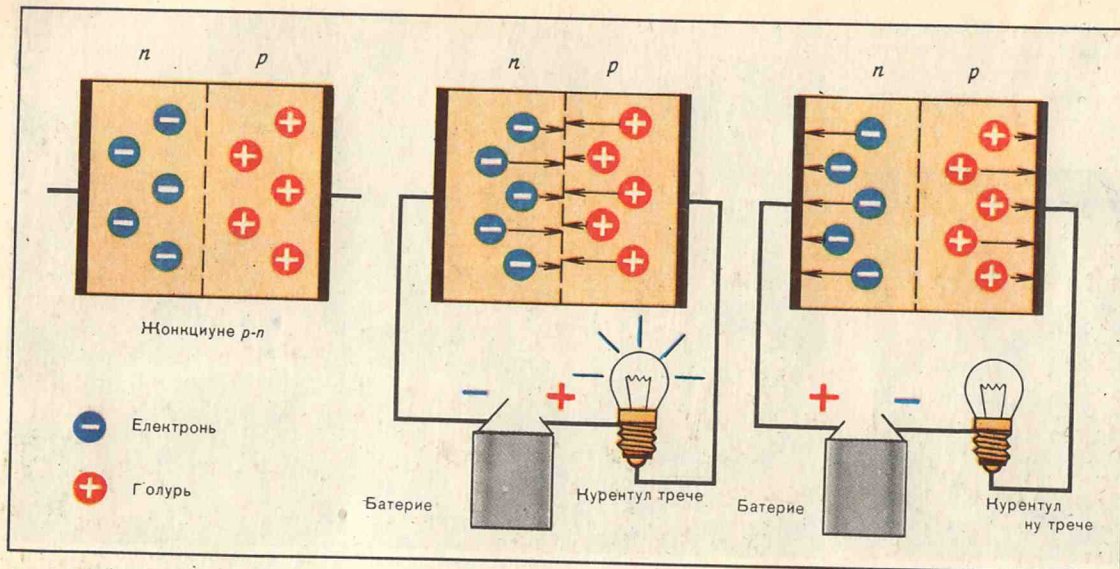 n p
n p
n p
Жонкциуне p-n
− Електронь
+ Голурь
− +
Батерие
Курентул трече
+ −
Батерие
Курентул
ну трече